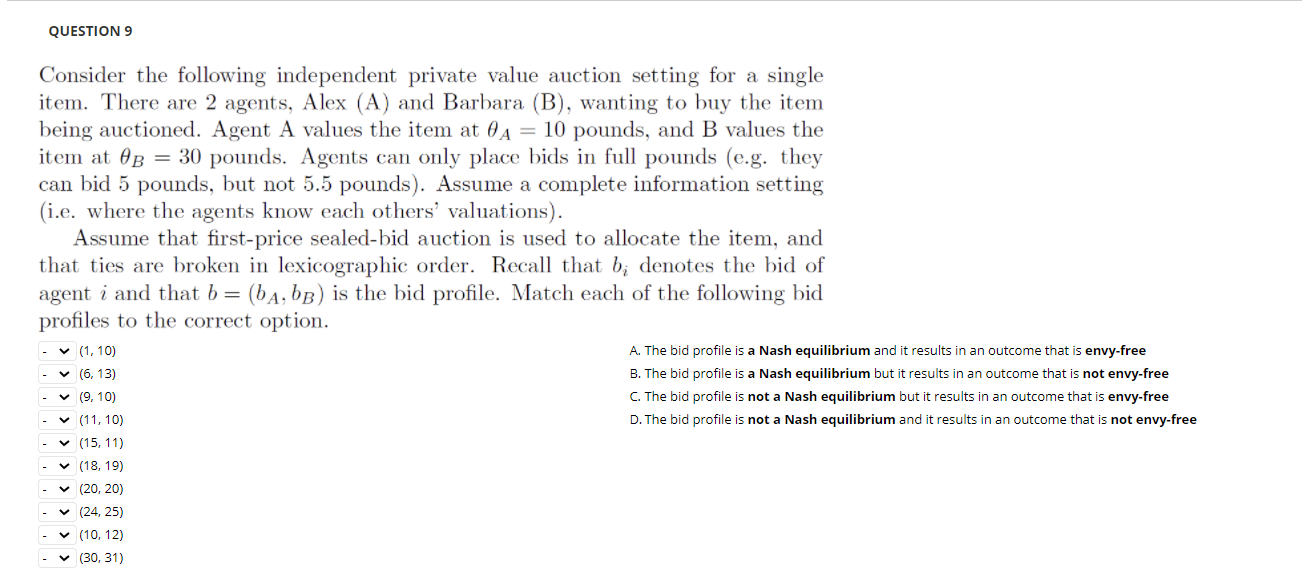 QUESTION 9
Consider the following independent private value auction setting for a single
item. There are 2 agents, Alex (A) and Barbara (B), wanting to buy the item
being auctioned. Agent A values the item at θ_A = 10 pounds, and B values the
item at θ_B = 30 pounds. Agents can only place bids in full pounds (e.g. they
can bid 5 pounds, but not 5.5 pounds). Assume a complete information setting
(i.e. where the agents know each others' valuations).
Assume that first-price sealed-bid auction is used to allocate the item, and
that ties are broken in lexicographic order. Recall that b_i denotes the bid of
agent i and that b = (b_A, b_B) is the bid profile. Match each of the following bid
profiles to the correct option.
- (1, 10)
- (6, 13)
- (9, 10)
- (11, 10)
- (15, 11)
- (18, 19)
- (20, 20)
- (24, 25)
- (10, 12)
- (30, 31)
A. The bid profile is a Nash equilibrium and it results in an outcome that is envy-free
B. The bid profile is a Nash equilibrium but it results in an outcome that is not envy-free
C. The bid profile is not a Nash equilibrium but it results in an outcome that is envy-free
D. The bid profile is not a Nash equilibrium and it results in an outcome that is not envy-free